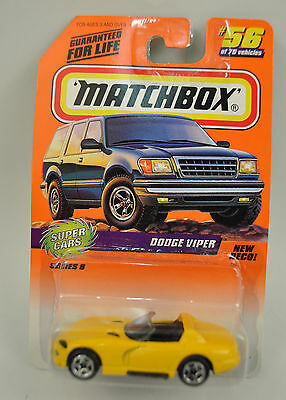 FOR AGES 3 AND OVER
GUARANTEED
FOR LIFE
#56
of 75 vehicles
MATCHBOX®
DODGE VIPER
SUPER
CARS
SERIES 8
NEW
DECO!